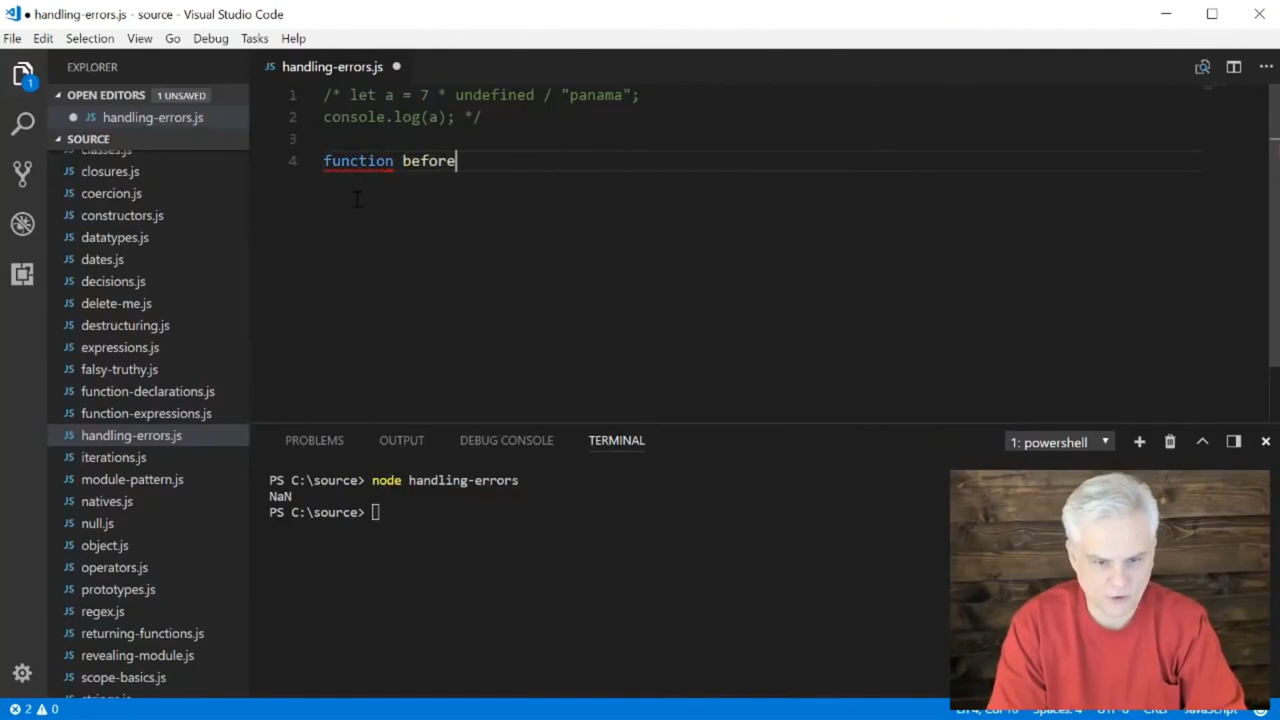 ● handling-errors.js - source - Visual Studio Code
File Edit Selection View Go Debug Tasks Help
EXPLORER
OPEN EDITORS 1 UNSAVED
handling-errors.js
SOURCE
classes.js
closures.js
coercion.js
constructors.js
datatypes.js
dates.js
decisions.js
delete-me.js
destructuring.js
expressions.js
falsy-truthy.js
function-declarations.js
function-expressions.js
handling-errors.js
iterations.js
module-pattern.js
natives.js
null.js
object.js
operators.js
prototypes.js
regex.js
returning-functions.js
revealing-module.js
scope-basics.js
JS handling-errors.js
1 /* let a = 7 * undefined / "panama";
2 console.log(a); */
3
4 function before
PROBLEMS OUTPUT DEBUG CONSOLE TERMINAL 1: powershell
PS C:\source> node handling-errors
NaN
PS C:\source>
1
2 0